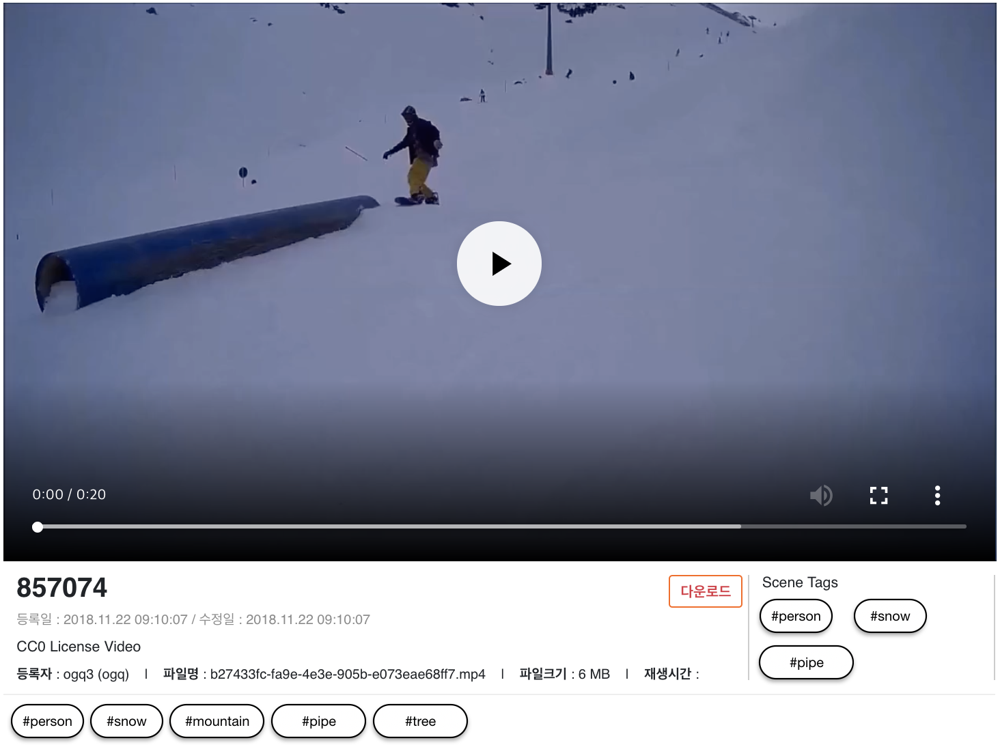 0:00 / 0:20
857074
다운로드
등록일 : 2018.11.22 09:10:07 / 수정일 : 2018.11.22 09:10:07
CC0 License Video
등록자 : ogq3 (ogq) | 파일명 : b27433fc-fa9e-4e3e-905b-e073eae68ff7.mp4 | 파일크기 : 6 MB | 재생시간 :
Scene Tags
#person #snow
#pipe
#person #snow #mountain #pipe #tree